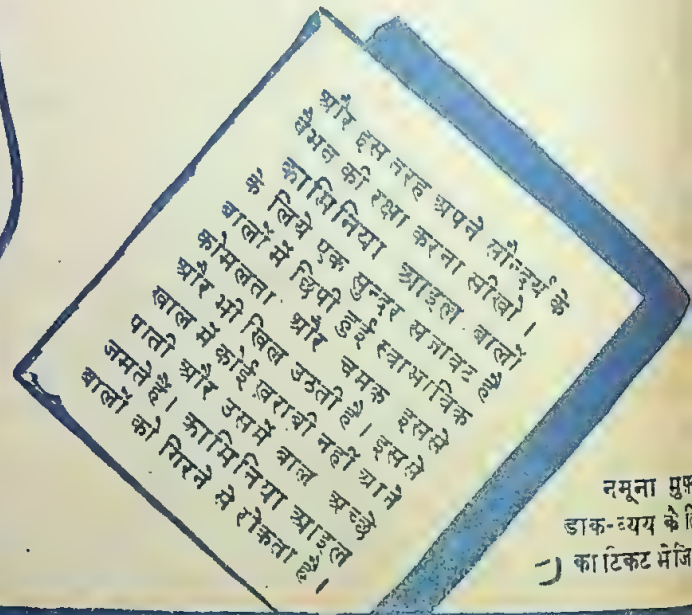 और इस तरह अपने सौन्दर्य के
वैभव की रक्षा करना सीखो ।
कामिनिया आइल बालों
के लिये एक सुन्दर सजावट है
बालों में छिपी हुई स्वाभाविक
कोमलता और चमक इससे
और भी खिल उठती है । इससे
खाल में कोई ख़राबी नहीं आने
पाती और उसमें बाल अच्छे
जमते हैं । कामिनिया आइल
बालों को गिरने से रोकता है ।
नमूना
डाक-व्यय के
का टिकट